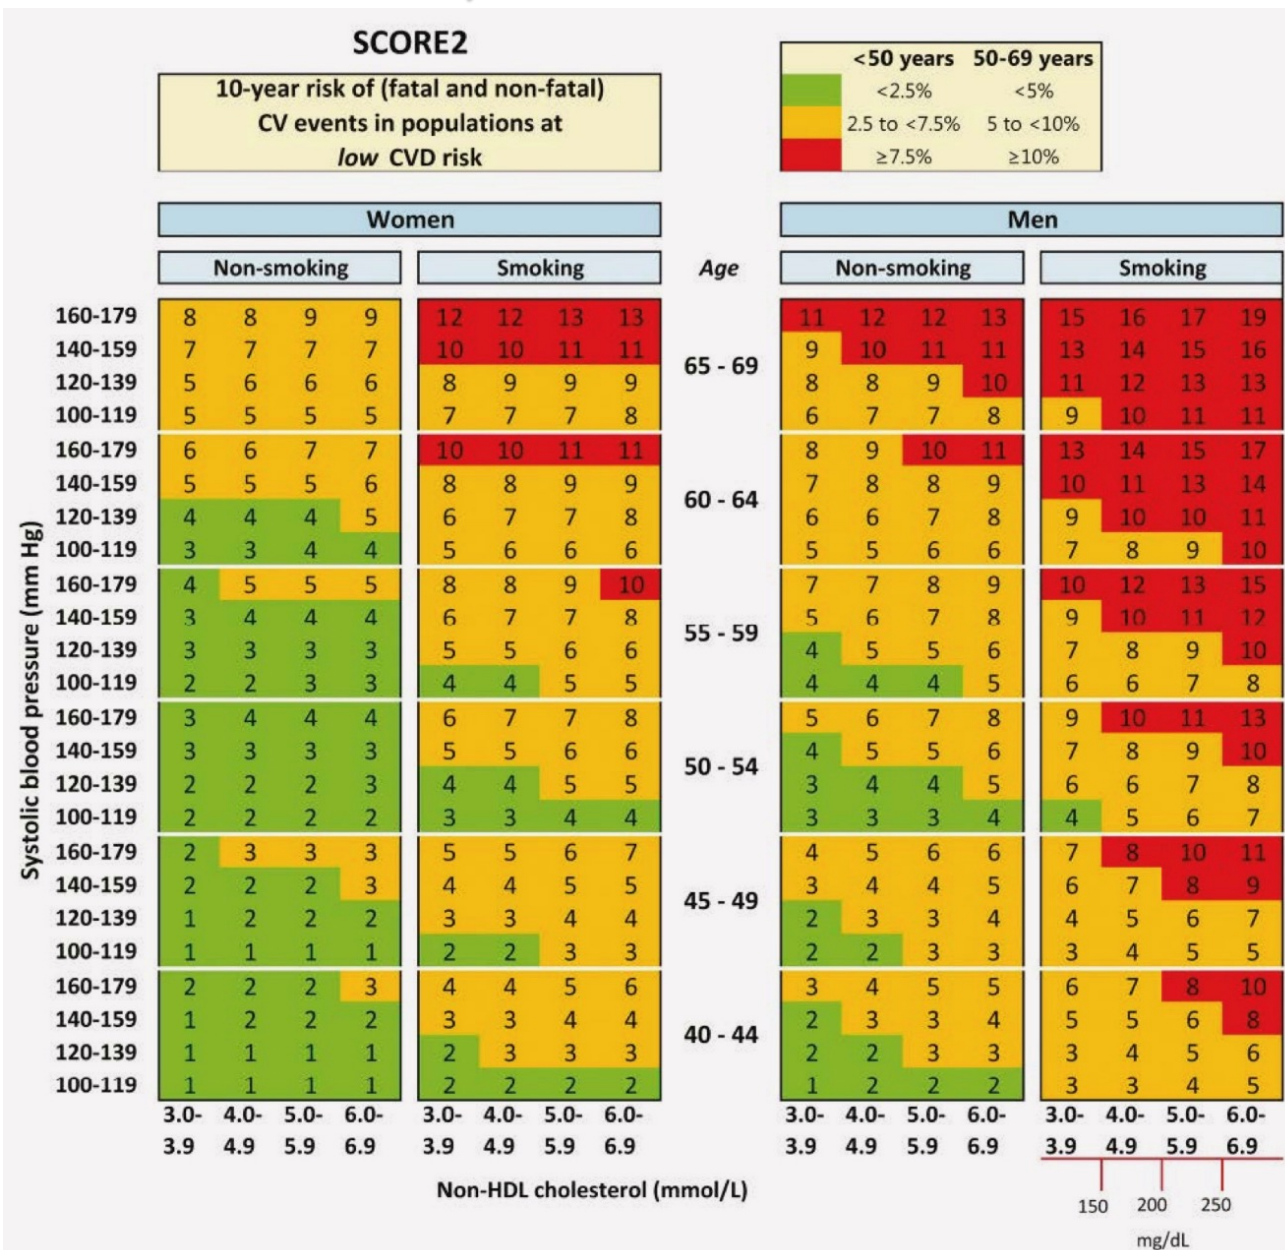 SCORE2
10-year risk of (fatal and non-fatal)
CV events in populations at
low CVD risk
<50 years 50-69 years
<2.5% <5%
2.5 to <7.5% 5 to <10%
≥7.5% ≥10%
Women Men
Non-smoking Smoking Age Non-smoking Smoking
Systolic blood pressure (mm Hg)
160-179 8 8 9 9 12 12 13 13 11 12 12 13 15 16 17 19
140-159 7 7 7 7 10 10 11 11 9 10 11 11 13 14 15 16
65 - 69
120-139 5 6 6 6 8 9 9 9 8 8 9 10 11 12 13 13
100-119 5 5 5 5 7 7 7 8 6 7 7 8 9 10 11 11
160-179 6 6 7 7 10 10 11 11 8 9 10 11 13 14 15 17
140-159 5 5 5 6 8 8 9 9 7 8 8 9 10 11 13 14
60 - 64
120-139 4 4 4 5 6 7 7 8 6 6 7 8 9 10 10 11
100-119 3 3 4 4 5 6 6 6 5 5 6 6 7 8 9 10
160-179 4 5 5 5 8 8 9 10 7 7 8 9 10 12 13 15
140-159 3 4 4 4 6 7 7 8 5 6 7 8 9 10 11 12
55 - 59
120-139 3 3 3 3 5 5 6 6 4 5 5 6 7 8 9 10
100-119 2 2 3 3 4 4 5 5 4 4 4 5 6 6 7 8
160-179 3 4 4 4 6 7 7 8 5 6 7 8 9 10 11 13
140-159 3 3 3 3 5 5 6 6 4 5 5 6 7 8 9 10
50 - 54
120-139 2 2 2 3 4 4 5 5 3 4 4 5 6 6 7 8
100-119 2 2 2 2 3 3 4 4 3 3 3 4 4 5 6 7
160-179 2 3 3 3 5 5 6 7 4 5 6 6 7 8 10 11
140-159 2 2 2 3 4 4 5 5 3 4 4 5 6 7 8 9
45 - 49
120-139 1 2 2 2 3 3 4 4 2 3 3 4 4 5 6 7
100-119 1 1 1 1 2 2 3 3 2 2 3 3 3 4 5 5
160-179 2 2 2 3 4 4 5 6 3 4 5 5 6 7 8 10
140-159 1 2 2 2 3 3 4 4 2 3 3 4 5 5 6 8
40 - 44
120-139 1 1 1 1 2 3 3 3 2 2 3 3 3 4 5 6
100-119 1 1 1 1 2 2 2 2 1 2 2 2 3 3 4 5
3.0- 4.0- 5.0- 6.0- 3.0- 4.0- 5.0- 6.0- 3.0- 4.0- 5.0- 6.0- 3.0- 4.0- 5.0- 6.0-
3.9 4.9 5.9 6.9 3.9 4.9 5.9 6.9 3.9 4.9 5.9 6.9 3.9 4.9 5.9 6.9
Non-HDL cholesterol (mmol/L)
150 200 250
mg/dL